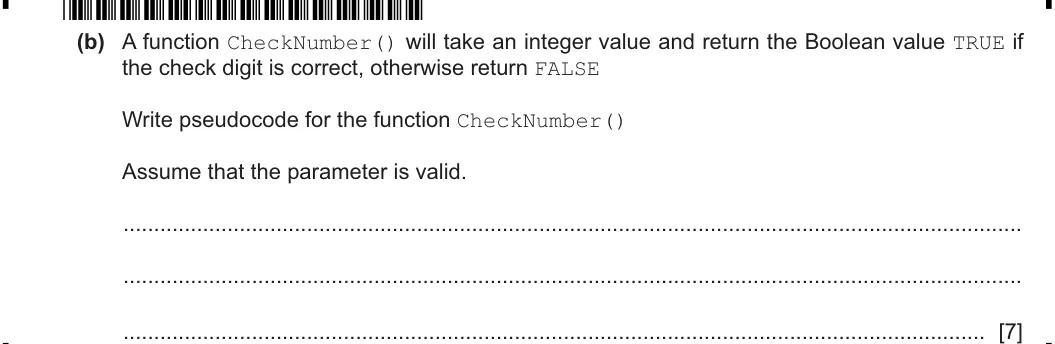 (b) A function CheckNumber() will take an integer value and return the Boolean value TRUE if
the check digit is correct, otherwise return FALSE
Write pseudocode for the function CheckNumber()
Assume that the parameter is valid.
[7]